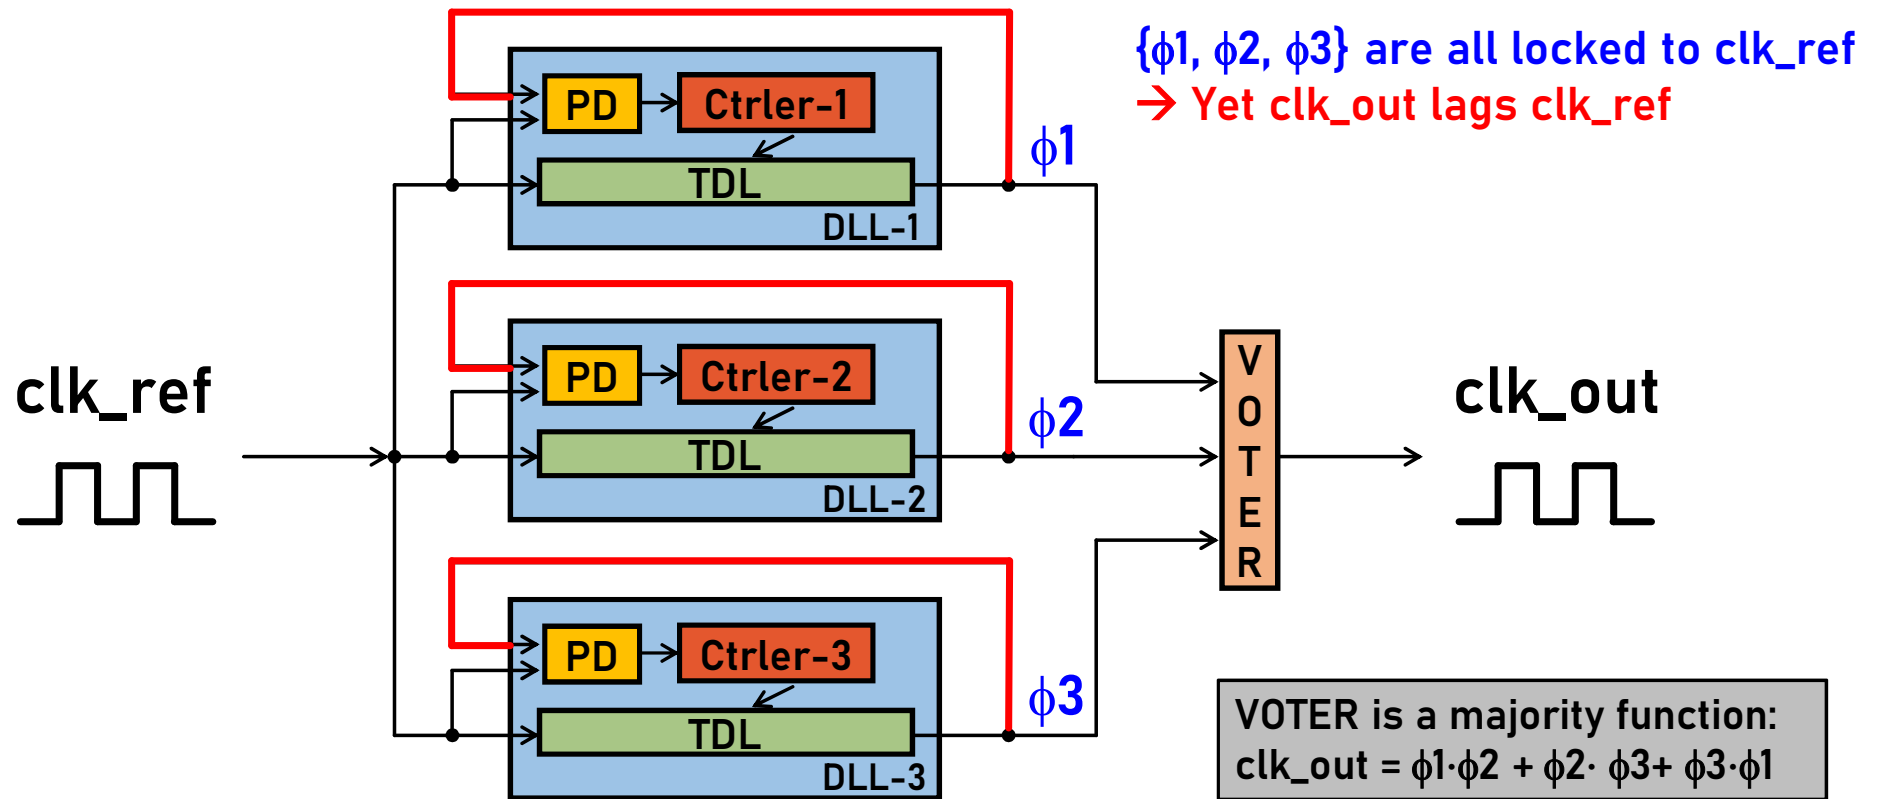 {ϕ1, ϕ2, ϕ3} are all locked to clk_ref
→ Yet clk_out lags clk_ref
PD
Ctrler-1
TDL
DLL-1
ϕ1
PD
Ctrler-2
TDL
DLL-2
ϕ2
PD
Ctrler-3
TDL
DLL-3
ϕ3
clk_ref
V
O
T
E
R
clk_out
VOTER is a majority function:
clk_out = ϕ1·ϕ2 + ϕ2· ϕ3+ ϕ3·ϕ1